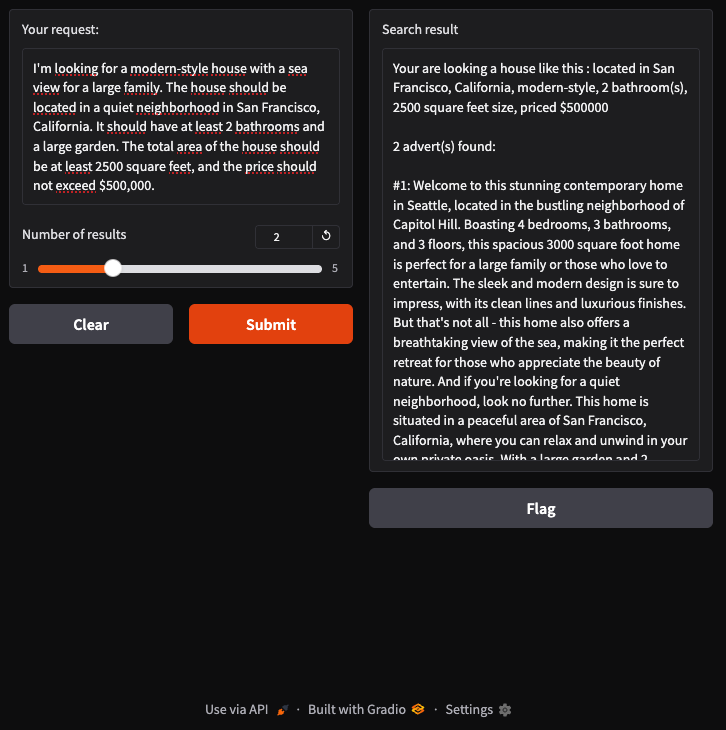 Your request:
I'm looking for a modern-style house with a sea
view for a large family. The house should be
located in a quiet neighborhood in San Francisco,
California. It should have at least 2 bathrooms and
a large garden. The total area of the house should
be at least 2500 square feet, and the price should
not exceed $500,000.
Number of results
2
1
5
Clear
Submit
Search result
Your are looking a house like this : located in San
Francisco, California, modern-style, 2 bathroom(s),
2500 square feet size, priced $500000
2 advert(s) found:
#1: Welcome to this stunning contemporary home
in Seattle, located in the bustling neighborhood of
Capitol Hill. Boasting 4 bedrooms, 3 bathrooms,
and 3 floors, this spacious 3000 square foot home
is perfect for a large family or those who love to
entertain. The sleek and modern design is sure to
impress, with its clean lines and luxurious finishes.
But that's not all - this home also offers a
breathtaking view of the sea, making it the perfect
retreat for those who appreciate the beauty of
nature. And if you're looking for a quiet
neighborhood, look no further. This home is
situated in a peaceful area of San Francisco,
California, where you can relax and unwind in your
own private oasis. With a large garden and 2
Flag
Use via API · Built with Gradio · Settings